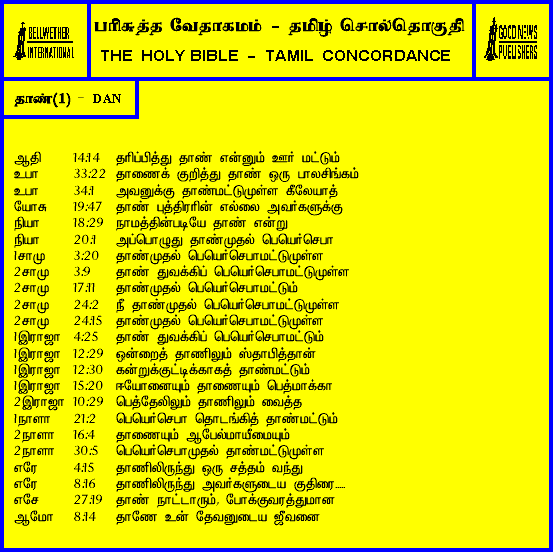 BELLWETHER
INTERNATIONAL
பரிசுத்த வேதாகமம் - தமிழ் சொல்தொகுதி
THE HOLY BIBLE - TAMIL CONCORDANCE
GOOD NEWS
PUBLISHERS
தாண்(1) - DAN
ஆதி 14:14 தரிப்பித்து தாண் என்னும் ஊர் மட்டும்
உபா 33:22 தாணைக் குறித்து தாண் ஒரு பாலசிங்கம்
உபா 34:1 அவனுக்கு தாண்மட்டுமுள்ள கீலேயாத்
யோசு 19:47 தாண் புத்திரரின் எல்லை அவர்களுக்கு
நியா 18:29 நாமத்தின்படியே தாண் என்று
நியா 20:1 அப்பொழுது தாண்முதல் பெயெர்செபா
1சாமு 3:20 தாண்முதல் பெயெர்செபாமட்டுமுள்ள
2சாமு 3:9 தாண் துவக்கிப் பெயெர்செபாமட்டுமுள்ள
2சாமு 17:11 தாண்முதல் பெயெர்செபாமட்டும்
2சாமு 24:2 நீ தாண்முதல் பெயெர்செபாமட்டுமுள்ள
2சாமு 24:15 தாண்முதல் பெயெர்செபாமட்டுமுள்ள
1இராஜா 4:25 தாண் துவக்கிப் பெயெர்செபாமட்டும்
1இராஜா 12:29 ஒன்றைத் தாணிலும் ஸ்தாபித்தான்
1இராஜா 12:30 கன்றுக்குட்டிக்காகத் தாண்மட்டும்
1இராஜா 15:20 ஈயோனையும் தாணையும் பெத்மாக்கா
2இராஜா 10:29 பெத்தேலிலும் தாணிலும் வைத்த
1நாளா 21:2 பெயெர்செபா தொடங்கித் தாண்மட்டும்
2நாளா 16:4 தாணையும் ஆபேல்மாயீமையும்
2நாளா 30:5 பெயெர்செபாமுதல் தாண்மட்டுமுள்ள
எரே 4:15 தாணிலிருந்து ஒரு சத்தம் வந்து
எரே 8:16 தாணிலிருந்து அவர்களுடைய குதிரை.....
எசே 27:19 தாண் நாட்டாரும், போக்குவரத்துமான
ஆமோ 8:14 தாணே உன் தேவனுடைய ஜீவனை